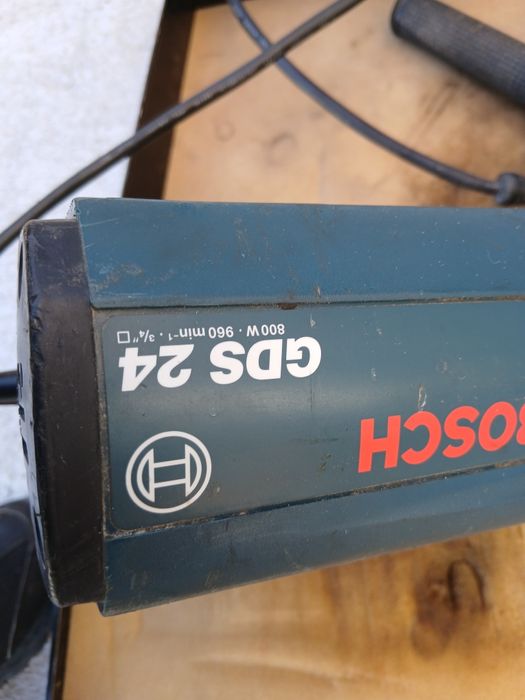 BOSCH
GDS 24
800 W · 960 min⁻¹ · 3/4" □